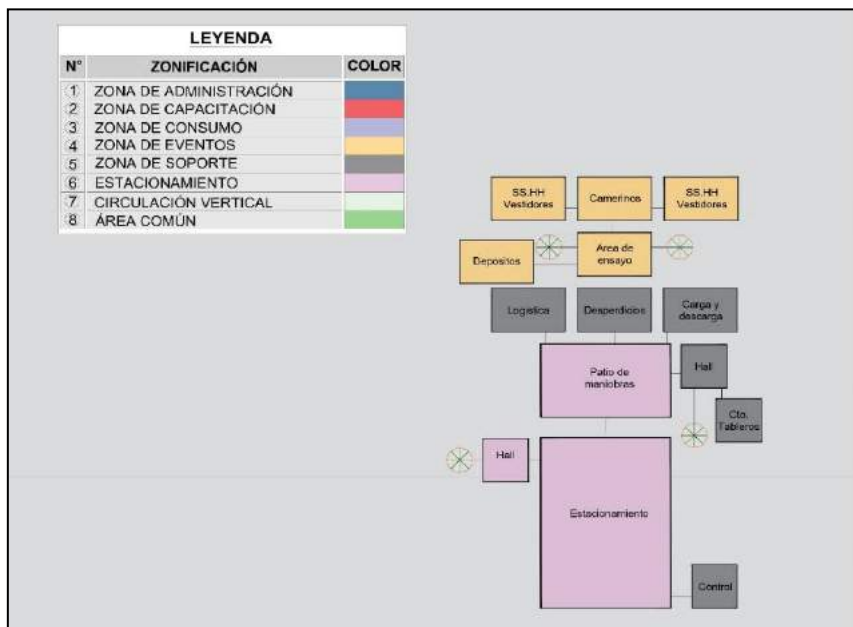 LEYENDA
N° ZONIFICACIÓN COLOR
1 ZONA DE ADMINISTRACIÓN
2 ZONA DE CAPACITACIÓN
3 ZONA DE CONSUMO
4 ZONA DE EVENTOS
5 ZONA DE SOPORTE
6 ESTACIONAMIENTO
7 CIRCULACIÓN VERTICAL
8 ÁREA COMÚN
SS.HH
Vestidores
Camerinos
SS.HH
Vestidores
Depositos
Area de
ensayo
Logistica
Desperdicios
Carga y
descarga
Patio de
maniobras
Hall
Cto.
Tableros
Hall
Estacionamiento
Control